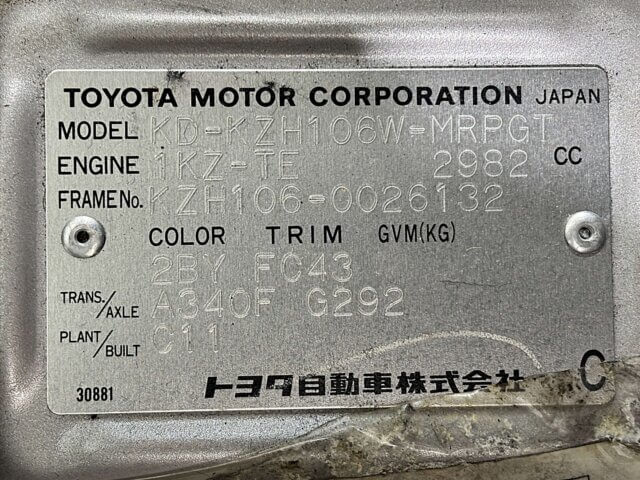 TOYOTA MOTOR CORPORATION JAPAN
MODEL KD-KZH106W-MRPGT
ENGINE 1KZ-TE 2982 CC
FRAME No. KZH106-0026132
COLOR TRIM GVM(KG)
2BY FC43
TRANS./AXLE A340F G292
PLANT/BUILT C11
30881 トヨタ自動車株式会社 C